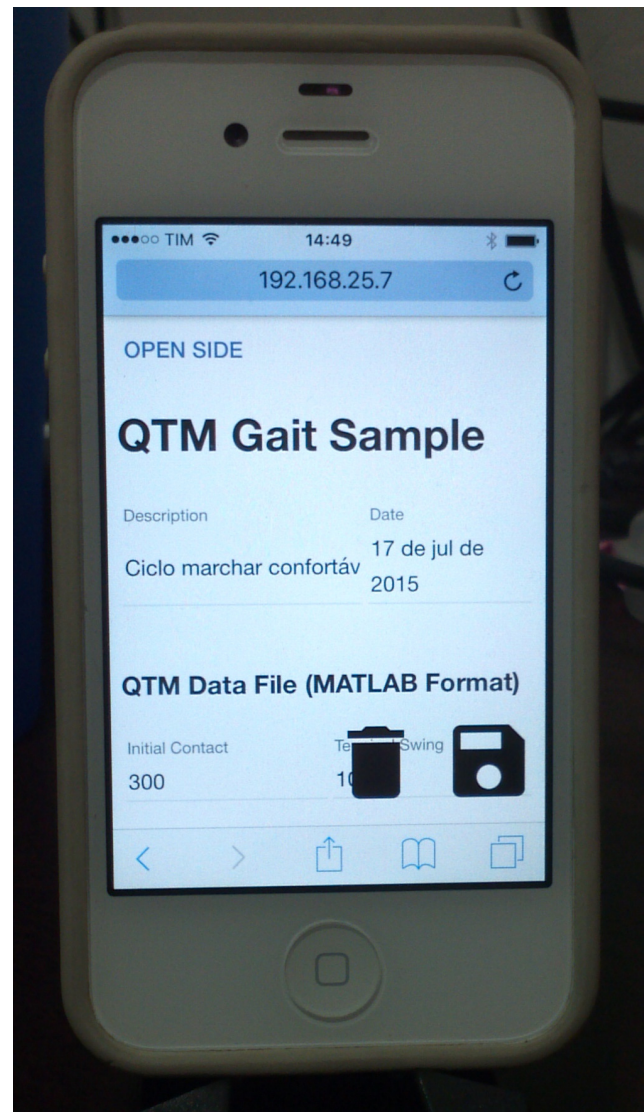 TIM 14:49
192.168.25.7
OPEN SIDE
QTM Gait Sample
Description Date
Ciclo marchar confortáv 17 de jul de
2015
QTM Data File (MATLAB Format)
Initial Contact Swing
300